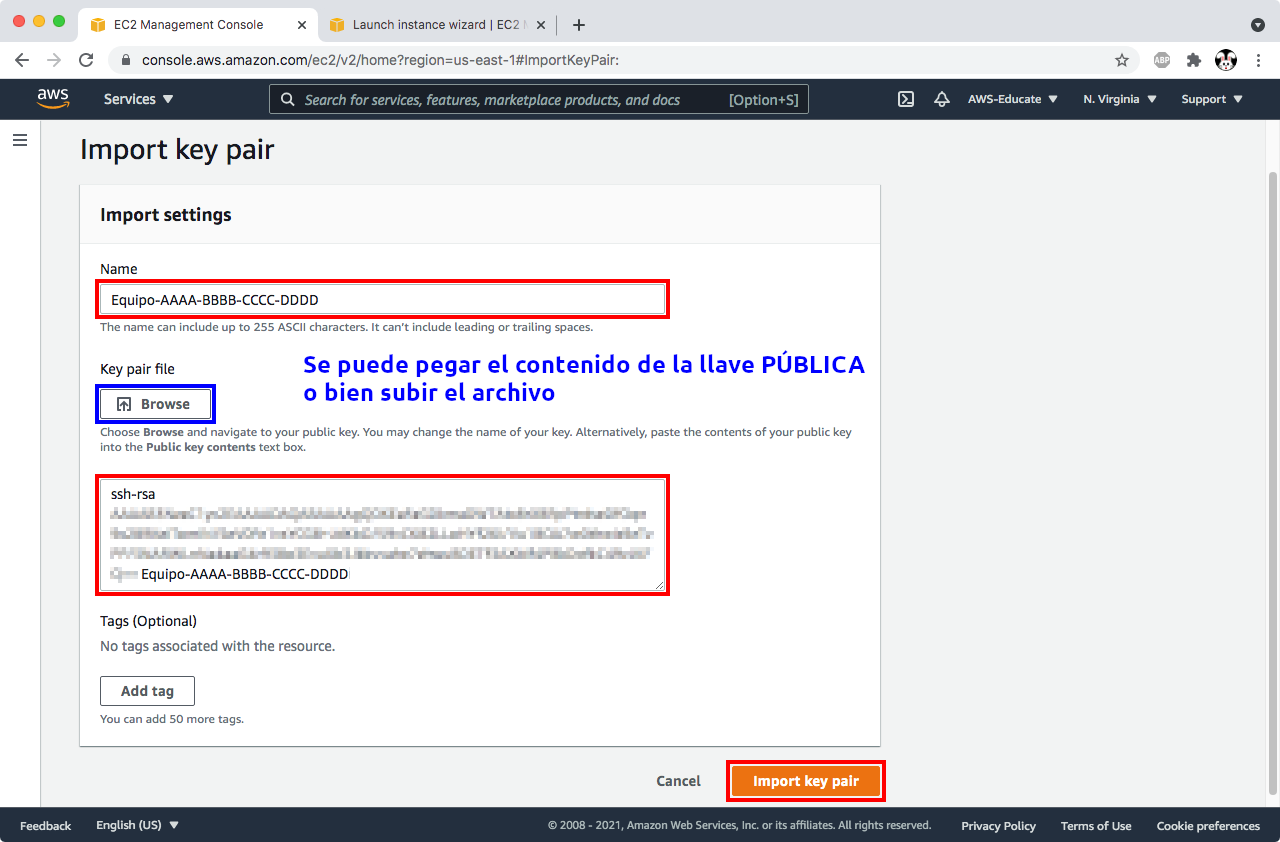 EC2 Management Console
Launch instance wizard | EC2
console.aws.amazon.com/ec2/v2/home?region=us-east-1#ImportKeyPair:
ABP
aws
Services
Search for services, features, marketplace products, and docs
[Option+S]
AWS-Educate
N. Virginia
Support
Import key pair
Import settings
Name
Equipo-AAAA-BBBB-CCCC-DDDD
The name can include up to 255 ASCII characters. It can't include leading or trailing spaces.
Key pair file
Se puede pegar el contenido de la llave PÚBLICA
o bien subir el archivo
Browse
Choose Browse and navigate to your public key. You may change the name of your key. Alternatively, paste the contents of your public key
into the Public key contents text box.
ssh-rsa
Equipo-AAAA-BBBB-CCCC-DDDD
Tags (Optional)
No tags associated with the resource.
Add tag
You can add 50 more tags.
Cancel
Import key pair
Feedback
English (US)
© 2008 - 2021, Amazon Web Services, Inc. or its affiliates. All rights reserved.
Privacy Policy
Terms of Use
Cookie preferences